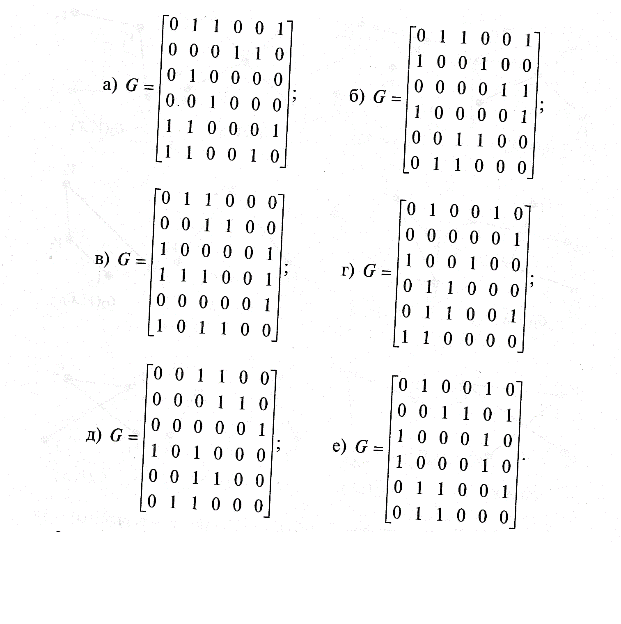 а) G = [0 1 1 0 0 1
0 0 0 1 1 0
0 1 0 0 0 0
0 0 1 0 0 0
1 1 0 0 0 1
1 1 0 0 1 0];
б) G = [0 1 1 0 0 1
1 0 0 1 0 0
0 0 0 0 1 1
1 0 0 0 0 1
0 0 1 1 0 0
0 1 1 0 0 0];
в) G = [0 1 1 0 0 0
0 0 1 1 0 0
1 0 0 0 0 1
1 1 1 0 0 1
0 0 0 0 0 1
1 0 1 1 0 0];
г) G = [0 1 0 0 1 0
0 0 0 0 0 1
1 0 0 1 0 0
0 1 1 0 0 0
0 1 1 0 0 1
1 1 0 0 0 0];
д) G = [0 0 1 1 0 0
0 0 0 1 1 0
0 0 0 0 0 1
1 0 1 0 0 0
0 0 1 1 0 0
0 1 1 0 0 0];
е) G = [0 1 0 0 1 0
0 0 1 1 0 1
1 0 0 0 1 0
1 0 0 0 1 0
0 1 1 0 0 1
0 1 1 0 0 0].